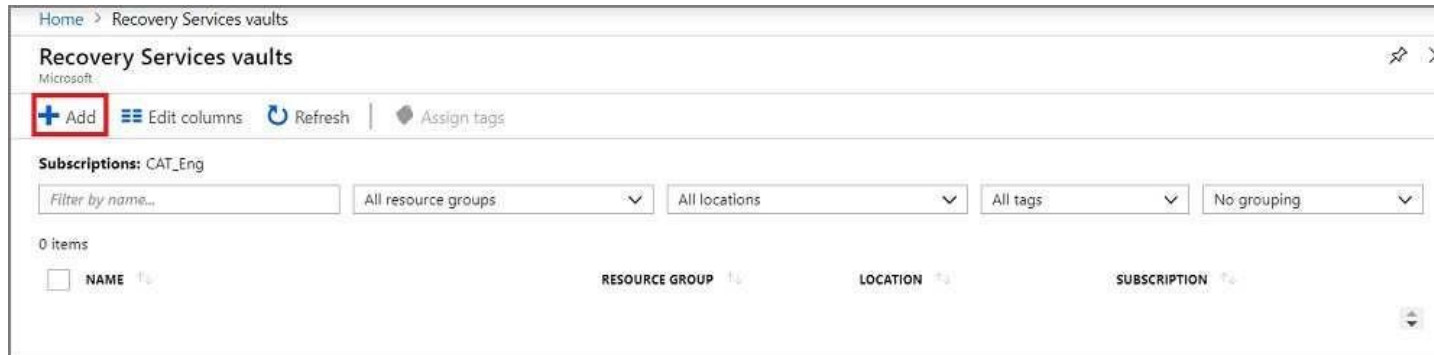 Home > Recovery Services vaults
Recovery Services vaults
Microsoft
Add Edit columns Refresh Assign tags
Subscriptions: CAT_Eng
Filter by name... All resource groups All locations All tags No grouping
0 items
NAME RESOURCE GROUP LOCATION SUBSCRIPTION